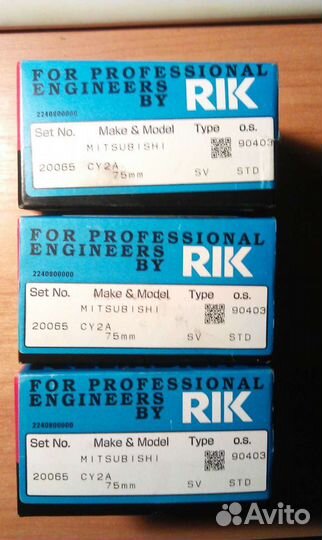 FOR PROFESSIONAL
ENGINEERS
BY RIK
2240800000
Set No. Make & Model Type o.s.
MITSUBISHI 90403
20065 CY2A SV STD
75mm
FOR PROFESSIONAL
ENGINEERS
BY RIK
2240800000
Set No. Make & Model Type o.s.
MITSUBISHI 90403
20065 CY2A SV STD
75mm
FOR PROFESSIONAL
ENGINEERS
BY RIK
2240800000
Set No. Make & Model Type o.s.
MITSUBISHI 90403
20065 CY2A SV STD
75mm
Avito